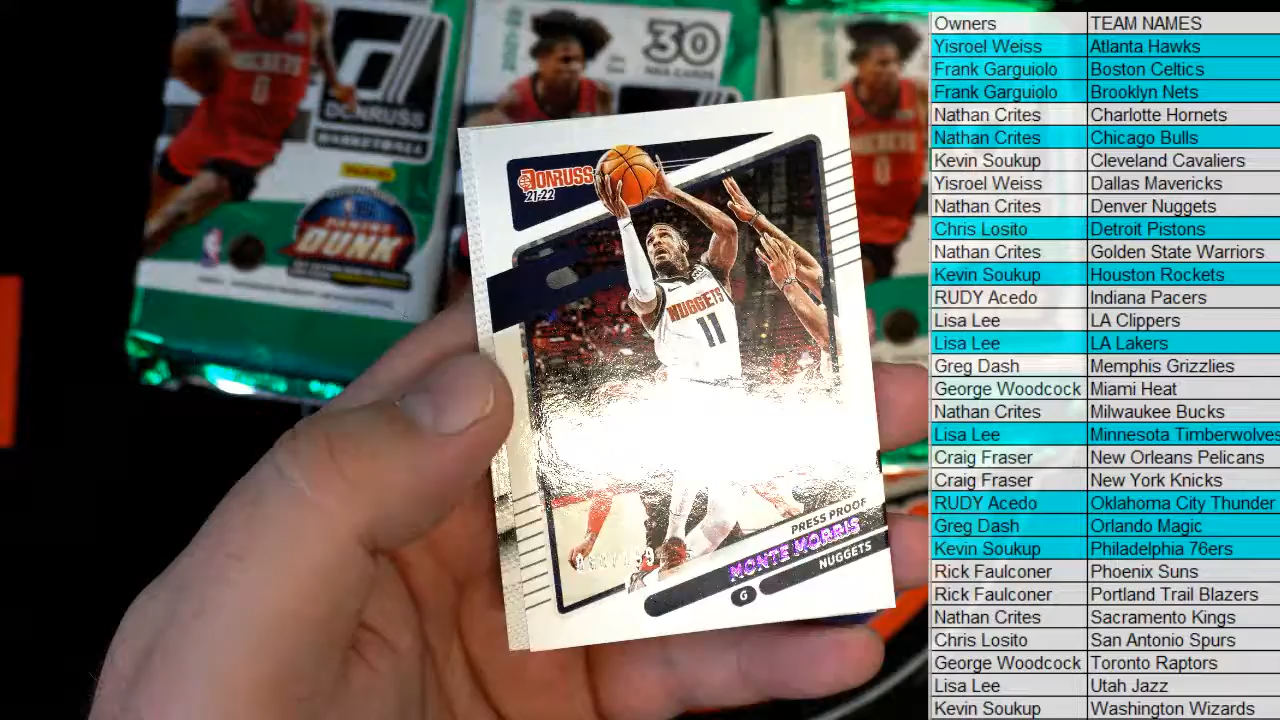 DONRUSS
BASKETBALL
PANINI
DUNK
30
NBA CARDS
ROCKETS
0
DONRUSS
21-22
NUGGETS
11
PRESS PROOF
MONTE MORRIS
NUGGETS
G
Owners TEAM NAMES
Yisroel Weiss Atlanta Hawks
Frank Garguiolo Boston Celtics
Frank Garguiolo Brooklyn Nets
Nathan Crites Charlotte Hornets
Nathan Crites Chicago Bulls
Kevin Soukup Cleveland Cavaliers
Yisroel Weiss Dallas Mavericks
Nathan Crites Denver Nuggets
Chris Losito Detroit Pistons
Nathan Crites Golden State Warriors
Kevin Soukup Houston Rockets
RUDY Acedo Indiana Pacers
Lisa Lee LA Clippers
Lisa Lee LA Lakers
Greg Dash Memphis Grizzlies
George Woodcock Miami Heat
Nathan Crites Milwaukee Bucks
Lisa Lee Minnesota Timberwolves
Craig Fraser New Orleans Pelicans
Craig Fraser New York Knicks
RUDY Acedo Oklahoma City Thunder
Greg Dash Orlando Magic
Kevin Soukup Philadelphia 76ers
Rick Faulconer Phoenix Suns
Rick Faulconer Portland Trail Blazers
Nathan Crites Sacramento Kings
Chris Losito San Antonio Spurs
George Woodcock Toronto Raptors
Lisa Lee Utah Jazz
Kevin Soukup Washington Wizards